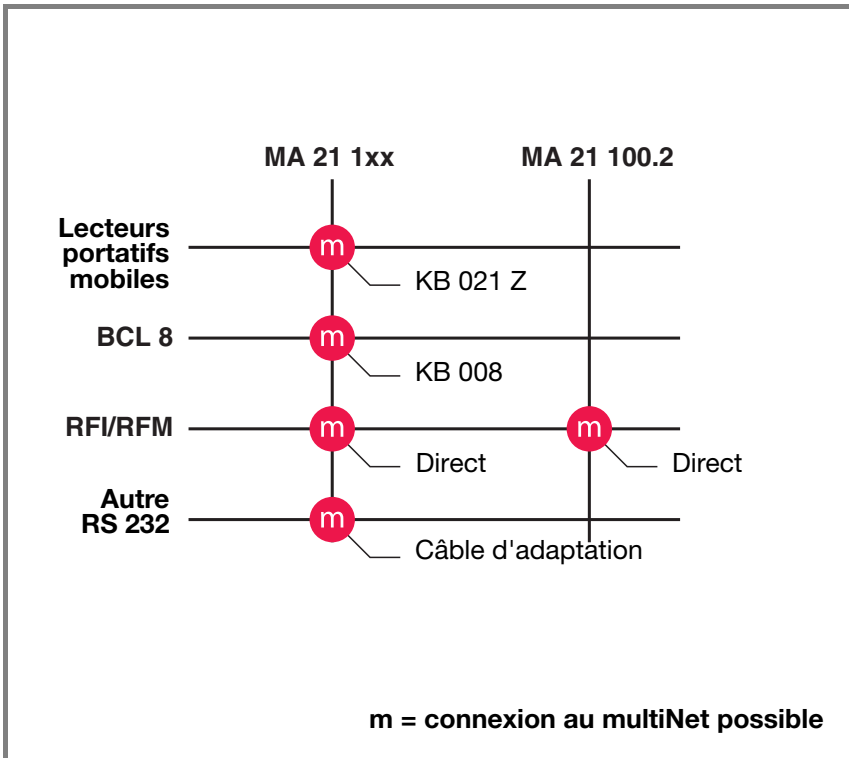 MA 21 1xx
MA 21 100.2
Lecteurs
portatifs
mobiles
m
KB 021 Z
BCL 8
m
KB 008
RFI/RFM
m
m
Direct
Direct
Autre
RS 232
m
Câble d'adaptation
m = connexion au multiNet possible